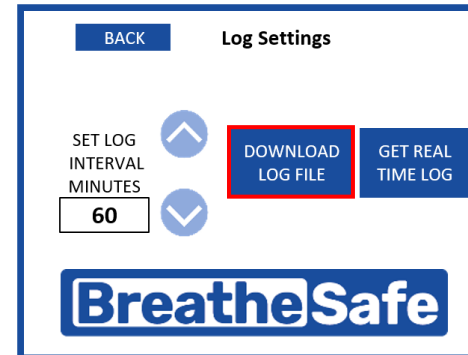 BACK
Log Settings
SET LOG
INTERVAL
MINUTES
60
DOWNLOAD
LOG FILE
GET REAL
TIME LOG
BreatheSafe